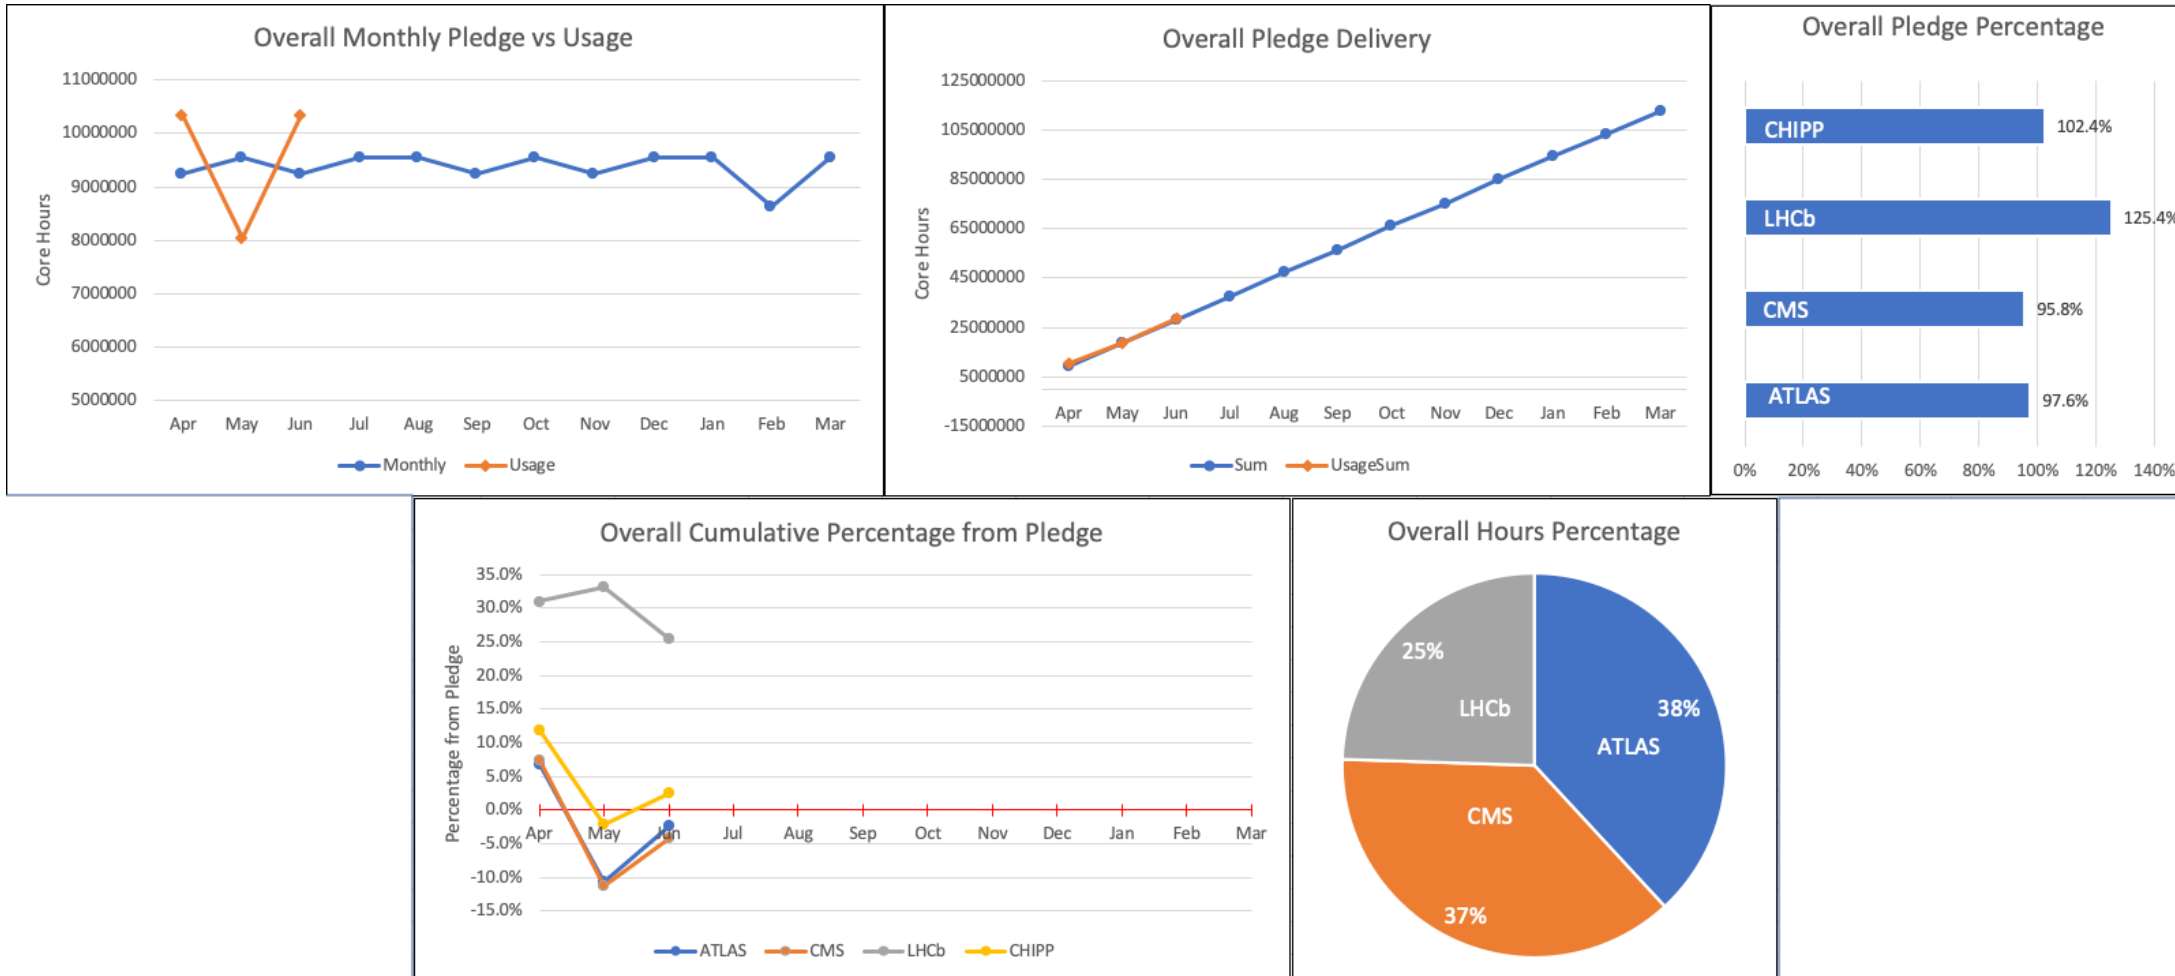 Overall Monthly Pledge vs Usage
11000000
10000000
9000000
8000000
7000000
6000000
5000000
Core Hours
Apr May Jun Jul Aug Sep Oct Nov Dec Jan Feb Mar
Monthly Usage
Overall Pledge Delivery
125000000
105000000
85000000
65000000
45000000
25000000
5000000
-15000000
Core Hours
Apr May Jun Jul Aug Sep Oct Nov Dec Jan Feb Mar
Sum UsageSum
Overall Pledge Percentage
CHIPP 102.4%
LHCb 125.4%
CMS 95.8%
ATLAS 97.6%
0% 20% 40% 60% 80% 100% 120% 140%
Overall Cumulative Percentage from Pledge
35.0%
30.0%
25.0%
20.0%
15.0%
10.0%
5.0%
0.0%
-5.0%
-10.0%
-15.0%
Percentage from Pledge
Apr May Jun Jul Aug Sep Oct Nov Dec Jan Feb Mar
ATLAS CMS LHCb CHIPP
Overall Hours Percentage
25%
LHCb
38%
ATLAS
CMS
37%